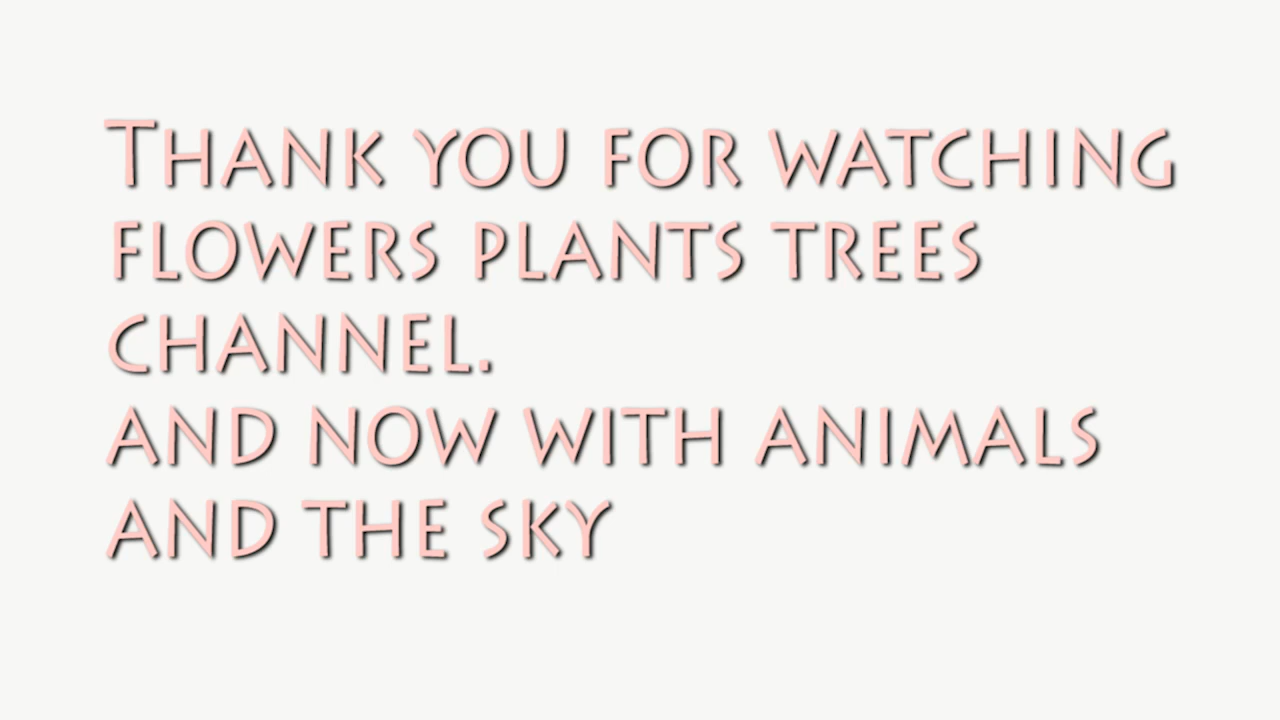 Thank you for watching
flowers plants trees
channel.
and now with animals
and the sky